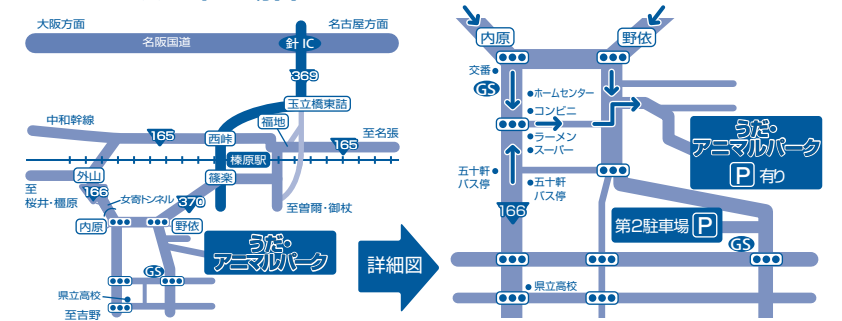 大阪方面
名古屋方面
名阪国道
針IC
369
玉立橋東詰
福地
中和幹線
165
西峠
至名張
165
榛原駅
外山
篠楽
至
桜井・橿原
166
女寄トンネル
370
至曽爾・御杖
内原
野依
うだ・
アニマルパーク
GS
県立高校
至吉野
詳細図
内原
野依
交番
GS
ホームセンター
コンビニ
ラーメン
スーパー
うだ・
アニマルパーク
P 有り
五十軒
バス停
五十軒
バス停
166
第2駐車場 P
GS
県立高校